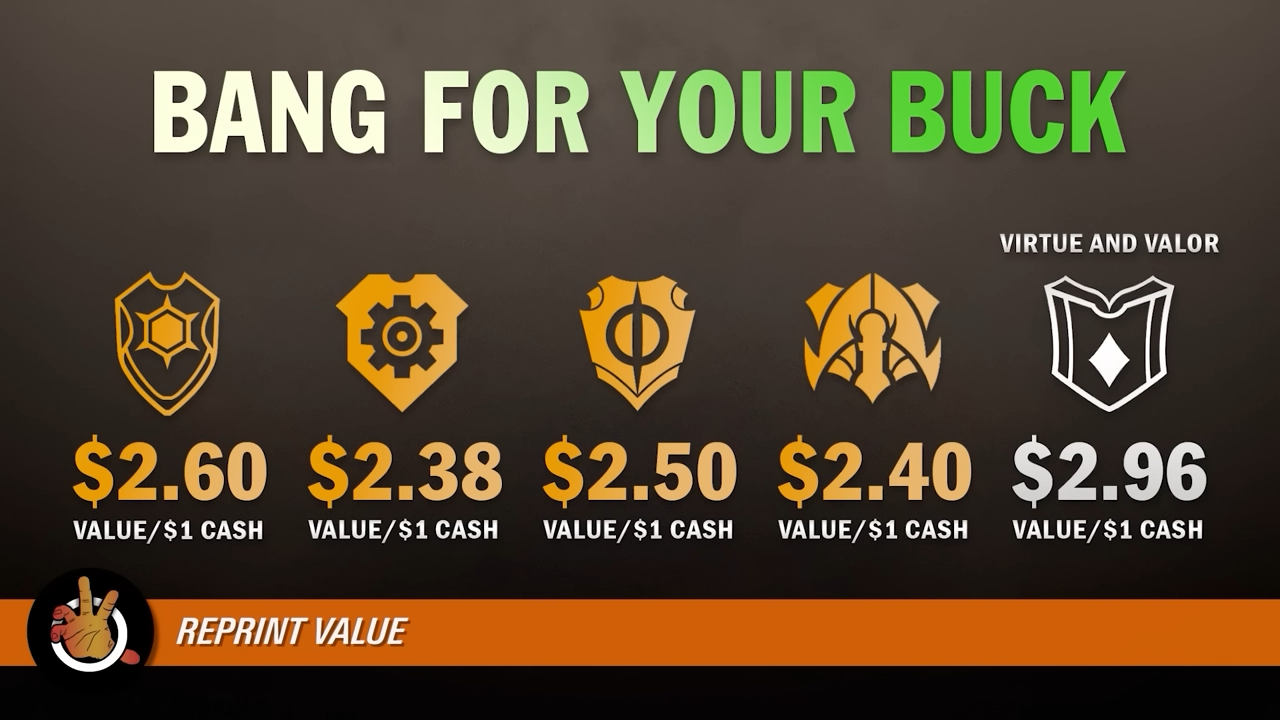 BANG FOR YOUR BUCK
VIRTUE AND VALOR
$2.60 $2.38 $2.50 $2.40 $2.96
VALUE/$1 CASH VALUE/$1 CASH VALUE/$1 CASH VALUE/$1 CASH VALUE/$1 CASH
REPRINT VALUE